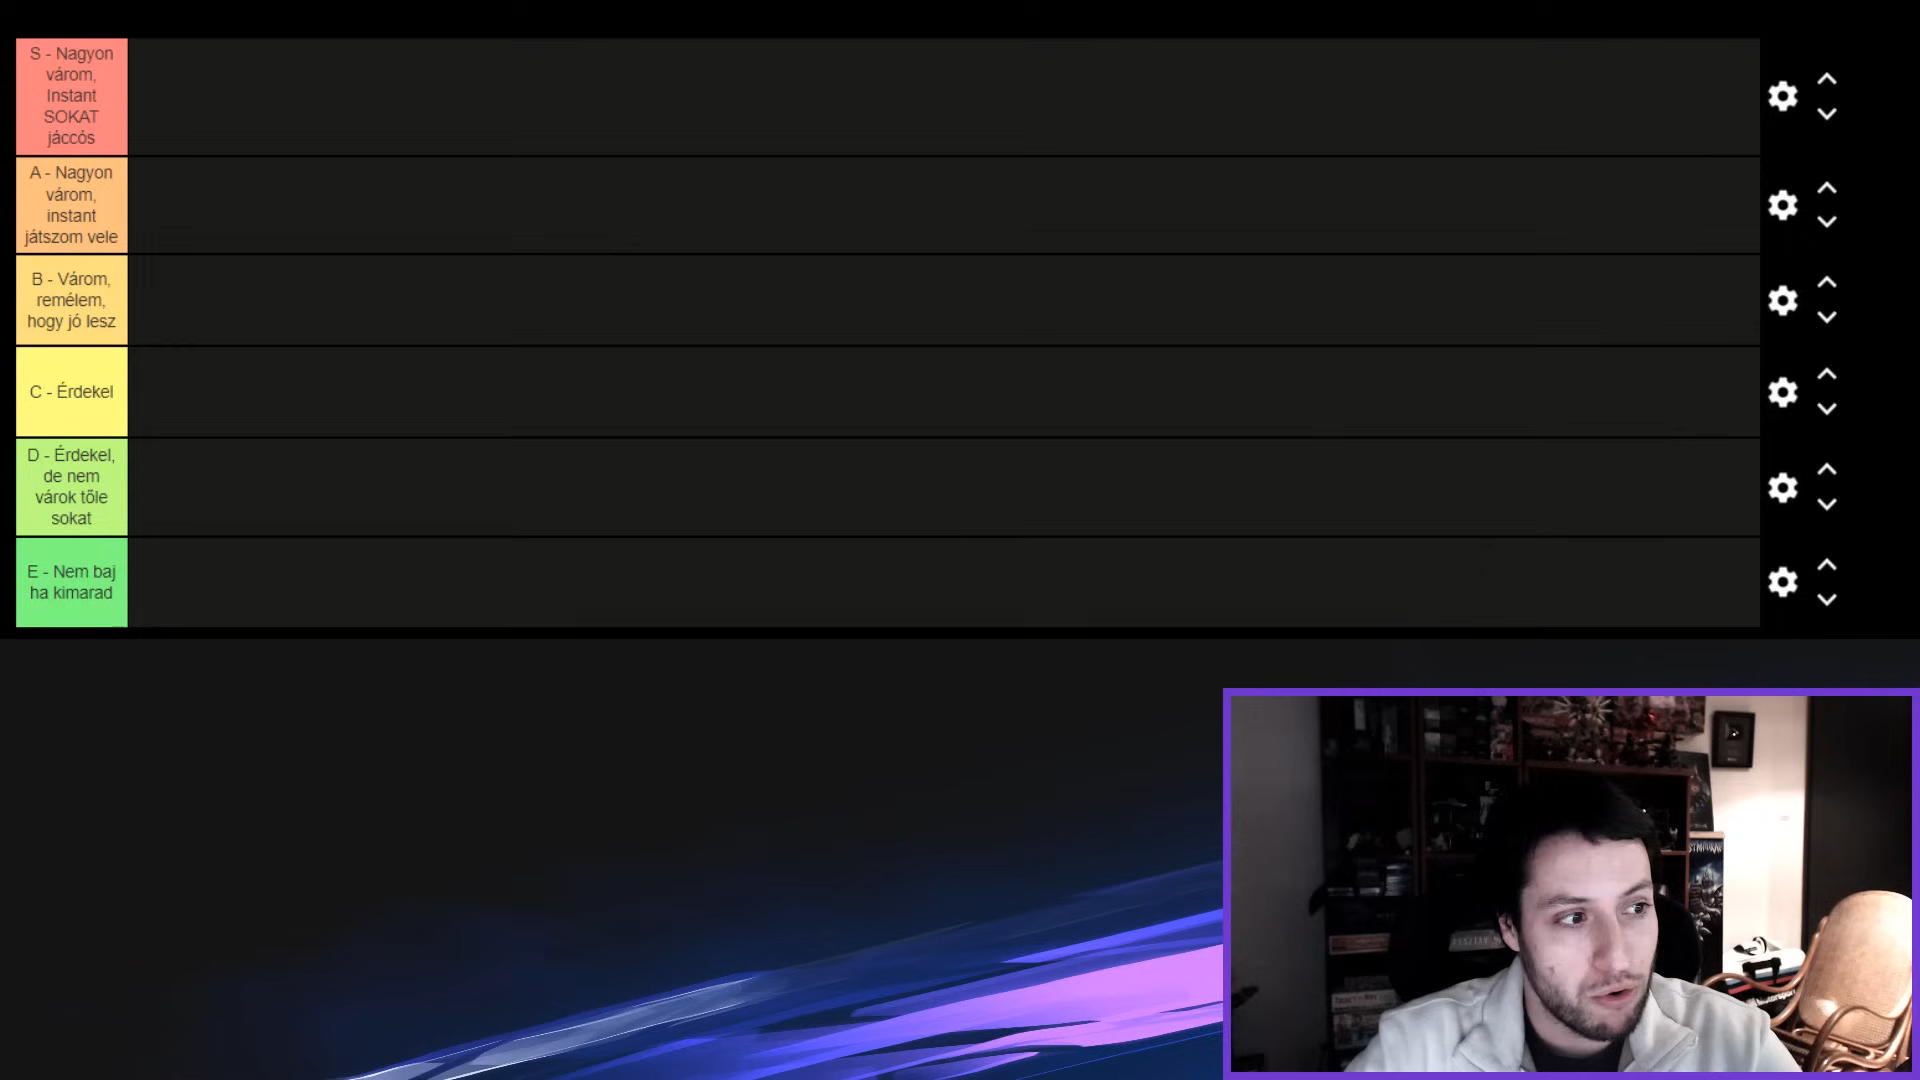 S - Nagyon
várom,
Instant
SOKAT
jáccós
A - Nagyon
várom,
instant
játszom vele
B - Várom,
remélem,
hogy jó lesz
C - Érdekel
D - Érdekel,
de nem
várok tőle
sokat
E - Nem baj
ha kimarad